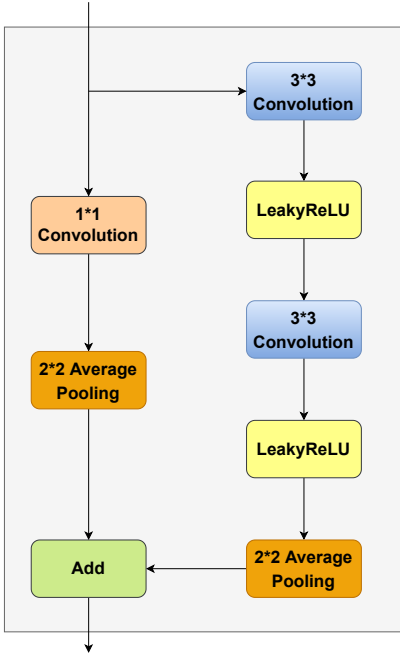 3*3
Convolution
1*1
Convolution
LeakyReLU
3*3
Convolution
2*2 Average
Pooling
LeakyReLU
Add
2*2 Average
Pooling